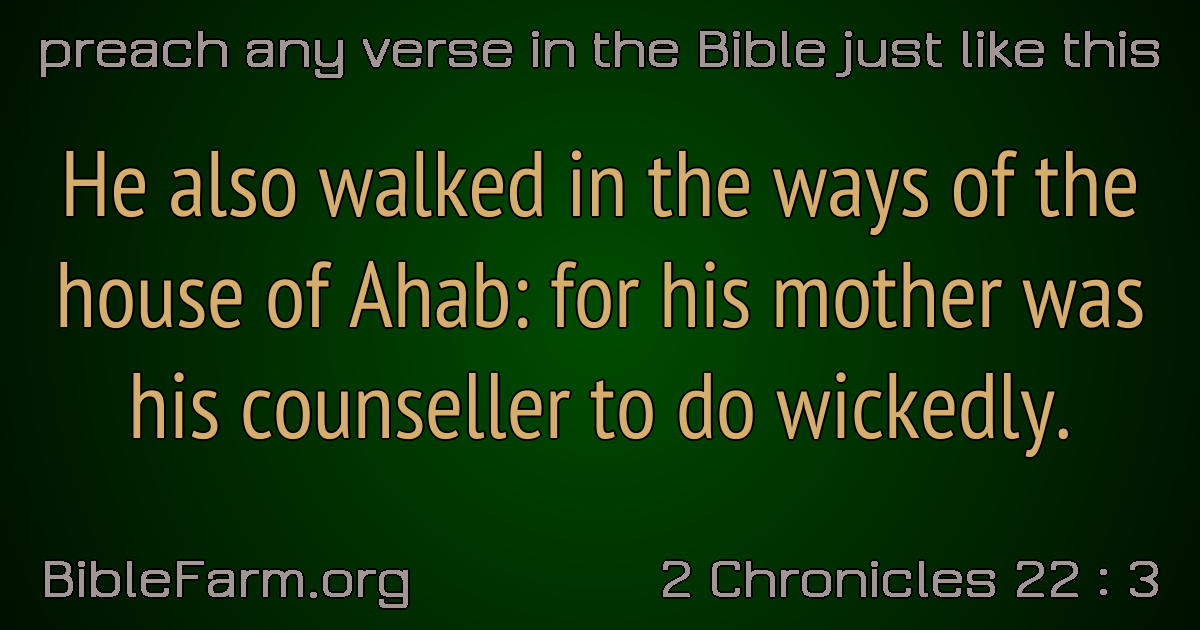 preach any verse in the Bible just like this
He also walked in the ways of the
house of Ahab: for his mother was
his counseller to do wickedly.
BibleFarm.org
2 Chronicles 22 : 3